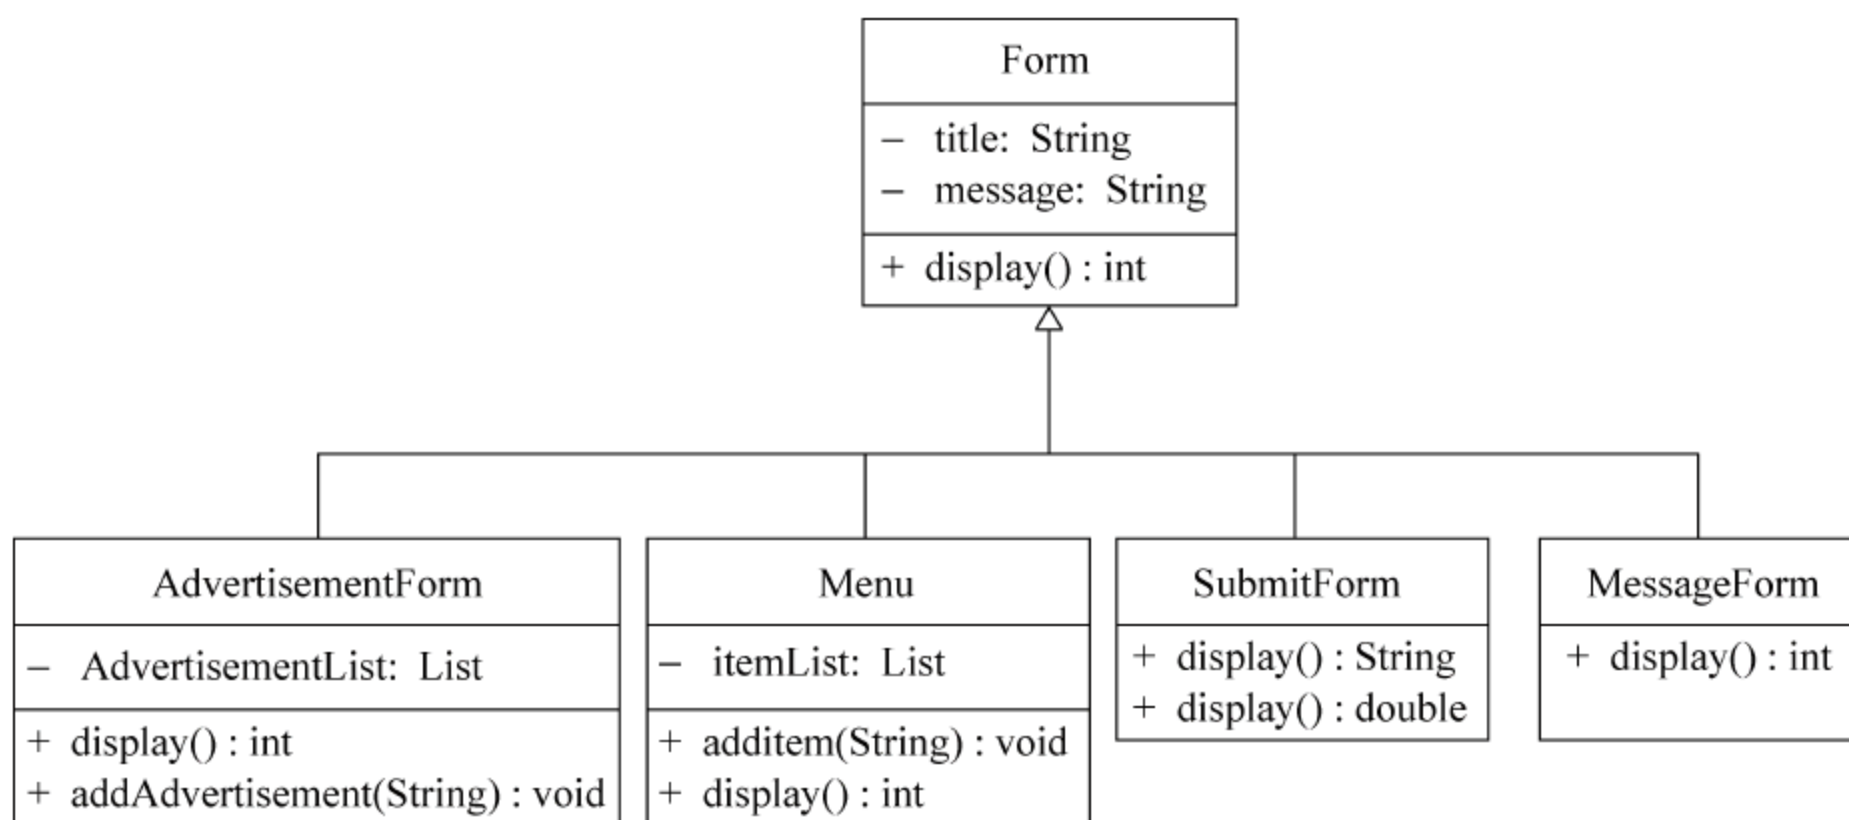 Form
– title: String
– message: String
+ display() : int
AdvertisementForm
– AdvertisementList: List
+ display() : int
+ addAdvertisement(String) : void
Menu
– itemList: List
+ additem(String) : void
+ display() : int
SubmitForm
+ display() : String
+ display() : double
MessageForm
+ display() : int